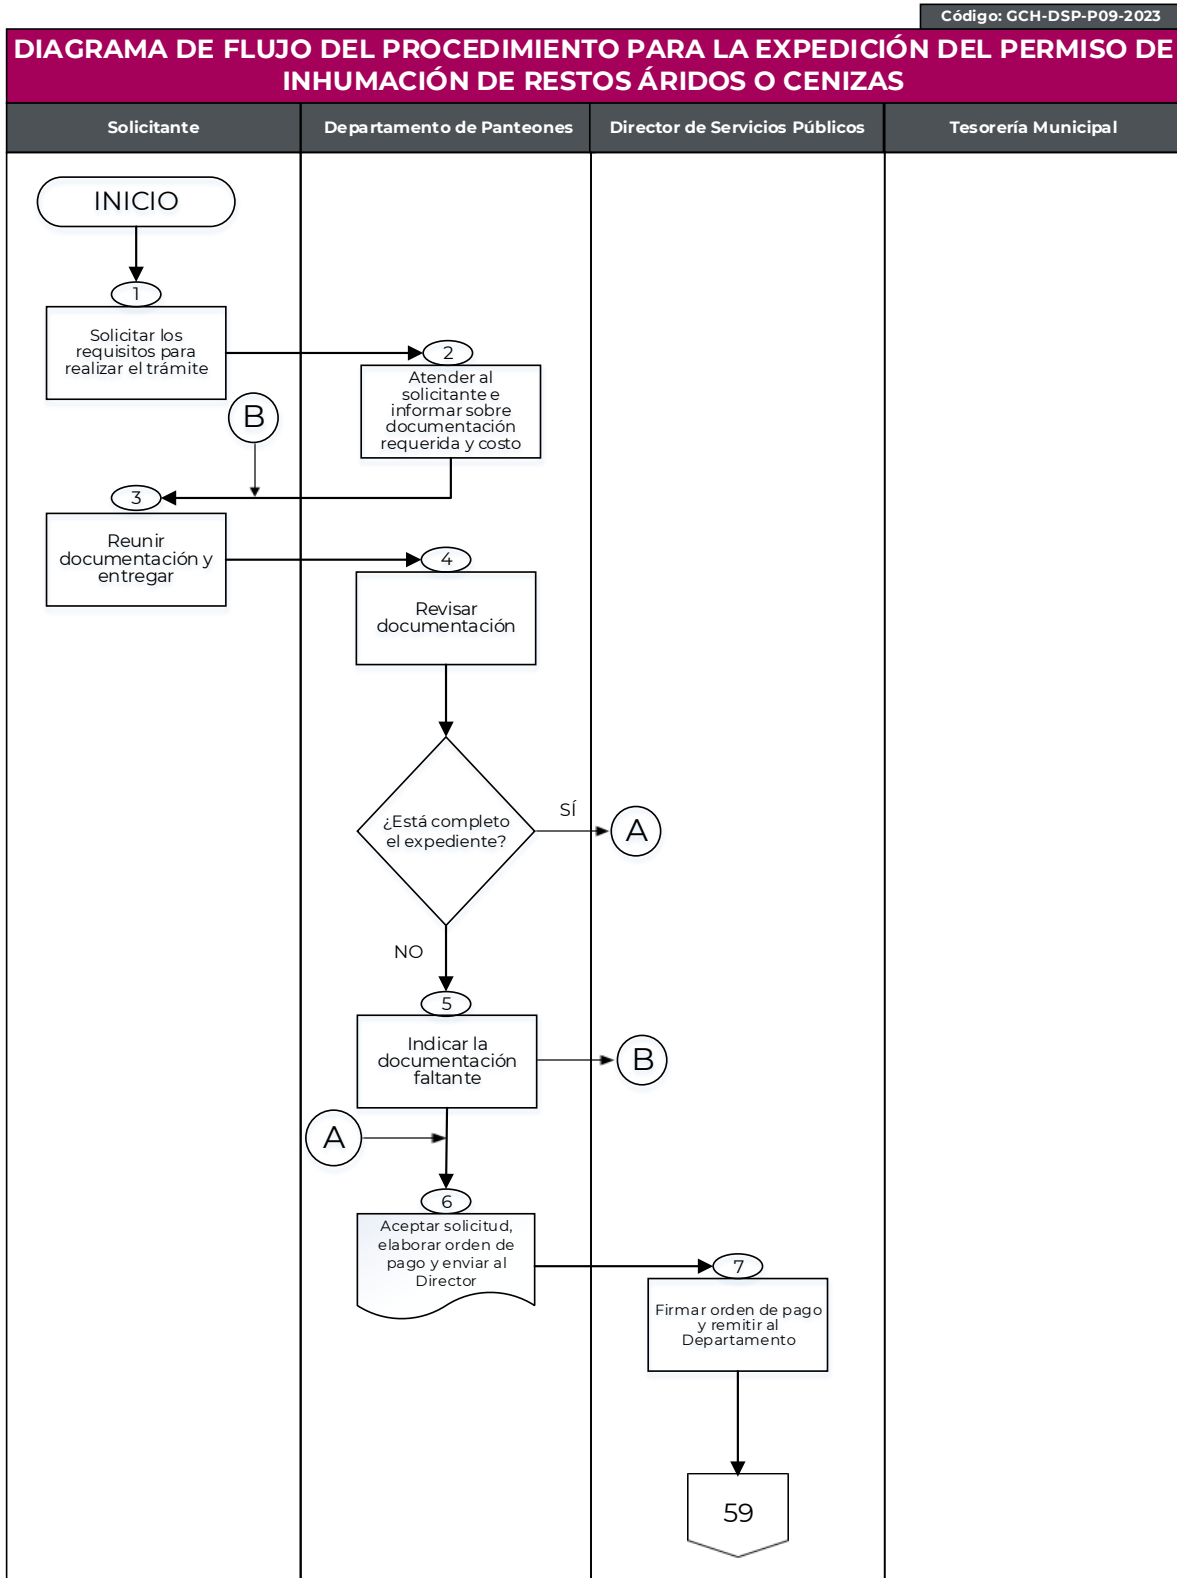 Código: GCH-DSP-P09-2023
DIAGRAMA DE FLUJO DEL PROCEDIMIENTO PARA LA EXPEDICIÓN DEL PERMISO DE
INHUMACIÓN DE RESTOS ÁRIDOS O CENIZAS
Solicitante
Departamento de Panteones
Director de Servicios Públicos
Tesorería Municipal
INICIO
1
Solicitar los
requisitos para
realizar el trámite
2
Atender al
solicitante e
informar sobre
documentación
requerida y costo
B
3
Reunir
documentación y
entregar
4
Revisar
documentación
¿Está completo
el expediente?
SÍ
A
NO
5
Indicar la
documentación
faltante
B
A
6
Aceptar solicitud,
elaborar orden de
pago y enviar al
Director
7
Firmar orden de pago
y remitir al
Departamento
59